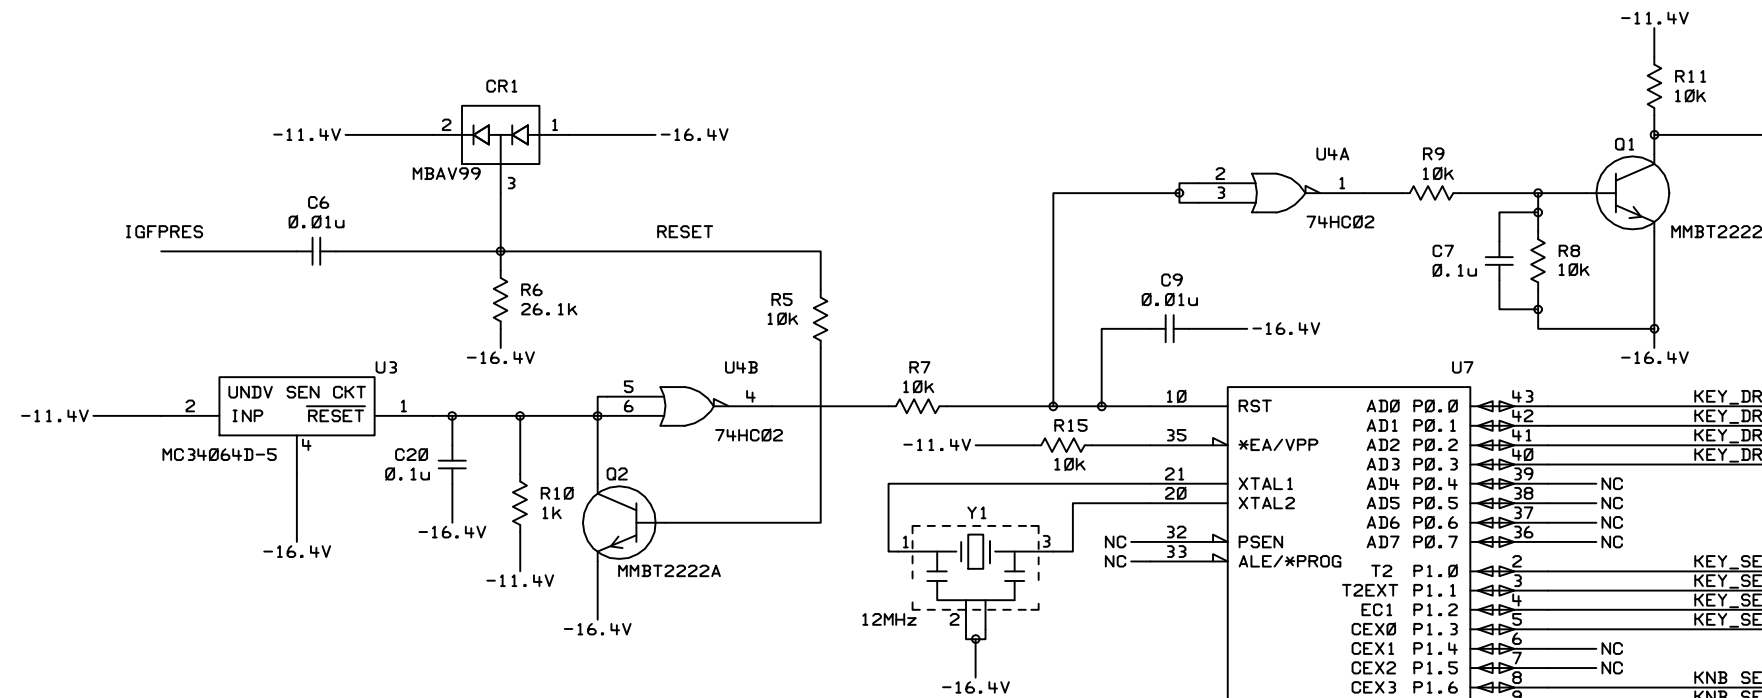 -11.4V
R11
10k
CR1
-11.4V
2
1
-16.4V
MBAV99
3
C6
0.01u
IGFPRES
RESET
R6
26.1k
-16.4V
R5
10k
U4A
2
3
1
74HC02
R9
10k
Q1
MMBT2222
C7
0.1u
R8
10k
-16.4V
C9
0.01u
-16.4V
U3
UNDV SEN CKT
INP
RESET
-11.4V
2
1
4
MC34064D-5
-16.4V
C20
0.1u
-16.4V
R10
1k
-11.4V
Q2
MMBT2222A
-16.4V
U4B
5
6
4
74HC02
R7
10k
R15
10k
-11.4V
Y1
1
3
2
12MHz
-16.4V
U7
10
RST
35
*EA/VPP
21
XTAL1
20
XTAL2
NC
32
PSEN
NC
33
ALE/*PROG
AD0 P0.0
43
KEY_DR
AD1 P0.1
42
KEY_DR
AD2 P0.2
41
KEY_DR
AD3 P0.3
40
KEY_DR
AD4 P0.4
39
NC
AD5 P0.5
38
NC
AD6 P0.6
37
NC
AD7 P0.7
36
NC
T2 P1.0
2
KEY_SE
T2EXT P1.1
3
KEY_SE
EC1 P1.2
4
KEY_SE
CEX0 P1.3
5
KEY_SE
CEX1 P1.4
6
NC
CEX2 P1.5
7
NC
CEX3 P1.6
8
KNB SE
9
KNB SE